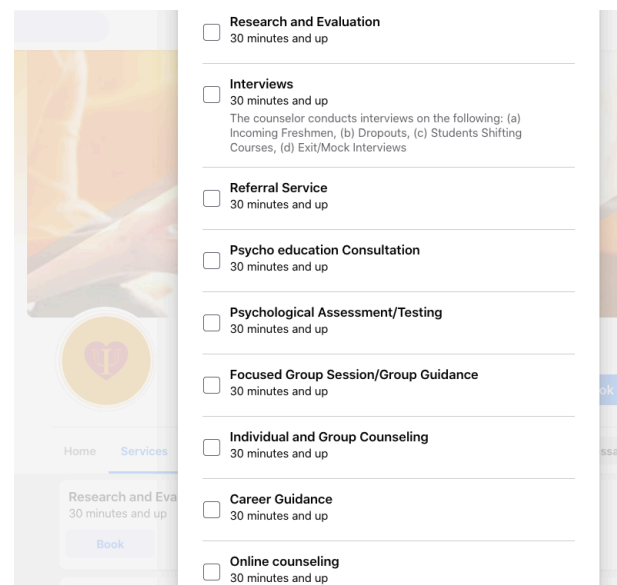 Research and Evaluation
30 minutes and up
Interviews
30 minutes and up
The counselor conducts interviews on the following: (a)
Incoming Freshmen, (b) Dropouts, (c) Students Shifting
Courses, (d) Exit/Mock Interviews
Referral Service
30 minutes and up
Psycho education Consultation
30 minutes and up
Psychological Assessment/Testing
30 minutes and up
Focused Group Session/Group Guidance
30 minutes and up
Individual and Group Counseling
30 minutes and up
Career Guidance
30 minutes and up
Online counseling
30 minutes and up
Home Services
Research and Eva
30 minutes and up
Book